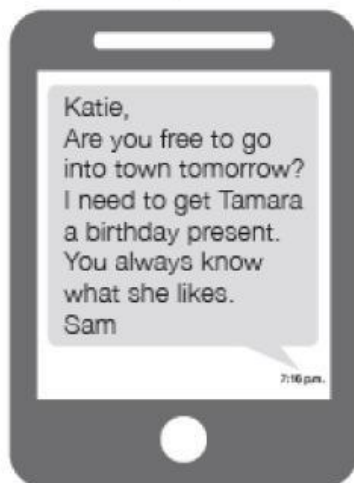 Katie,
Are you free to go
into town tomorrow?
I need to get Tamara
a birthday present.
You always know
what she likes.
Sam
7:16 p.m.